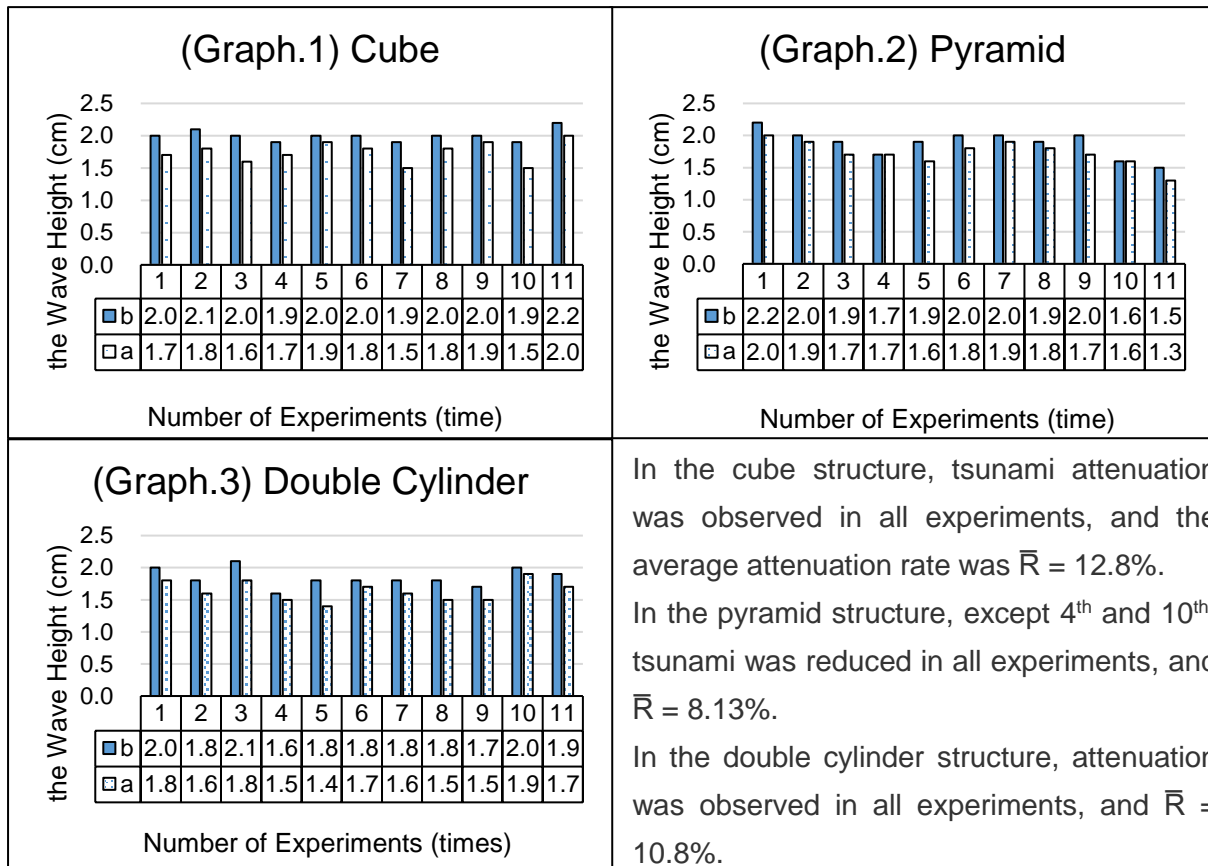 (Graph.1) Cube
the Wave Height (cm)
2.5
2.0
1.5
1.0
0.5
0.0
1 2 3 4 5 6 7 8 9 10 11
b 2.0 2.1 2.0 1.9 2.0 2.0 1.9 2.0 2.0 1.9 2.2
a 1.7 1.8 1.6 1.7 1.9 1.8 1.5 1.8 1.9 1.5 2.0
Number of Experiments (time)
(Graph.2) Pyramid
the Wave Height (cm)
2.5
2.0
1.5
1.0
0.5
0.0
1 2 3 4 5 6 7 8 9 10 11
b 2.2 2.0 1.9 1.7 1.9 2.0 2.0 1.9 2.0 1.6 1.5
a 2.0 1.9 1.7 1.7 1.6 1.8 1.9 1.8 1.7 1.6 1.3
Number of Experiments (time)
(Graph.3) Double Cylinder
the Wave Height (cm)
2.5
2.0
1.5
1.0
0.5
0.0
1 2 3 4 5 6 7 8 9 10 11
b 2.0 1.8 2.1 1.6 1.8 1.8 1.8 1.8 1.7 2.0 1.9
a 1.8 1.6 1.8 1.5 1.4 1.7 1.6 1.5 1.5 1.9 1.7
Number of Experiments (times)
In the cube structure, tsunami attenuation
was observed in all experiments, and the
average attenuation rate was R̅ = 12.8%.
In the pyramid structure, except 4th and 10th
tsunami was reduced in all experiments, and
R̅ = 8.13%.
In the double cylinder structure, attenuation
was observed in all experiments, and R̅ =
10.8%.